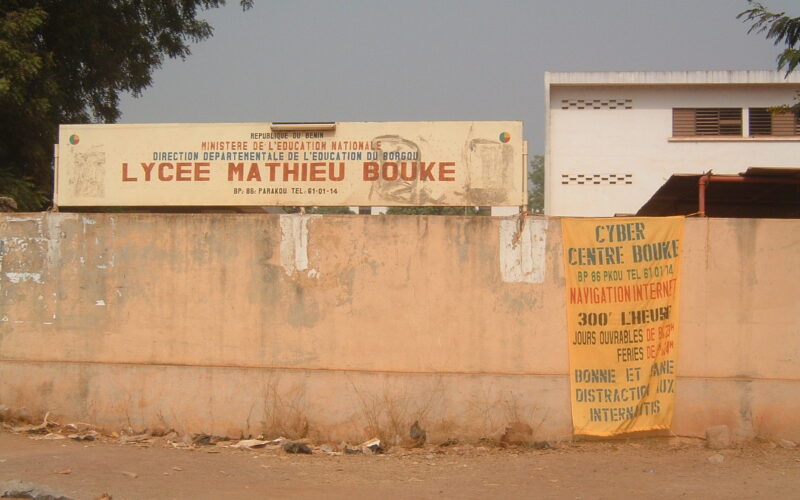 REPUBLIQUE DU BENIN
MINISTERE DE L'EDUCATION NATIONALE
DIRECTION DEPARTEMENTALE DE L'EDUCATION DU BORGOU
LYCEE MATHIEU BOUKE
BP: 86: PARAKOU TEL: 61-01-14
CYBER
CENTRE BOUKE
BP 86 PKOU TEL 61 01 14
NAVIGATION INTERNET
300F L'HEURE
JOURS OUVRABLES DE
FERIES DE
BONNE ET
DISTRACTION AUX